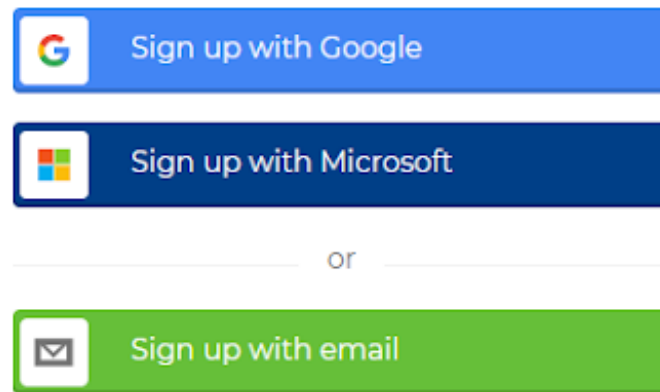 Sign up with Google
Sign up with Microsoft
or
Sign up with email